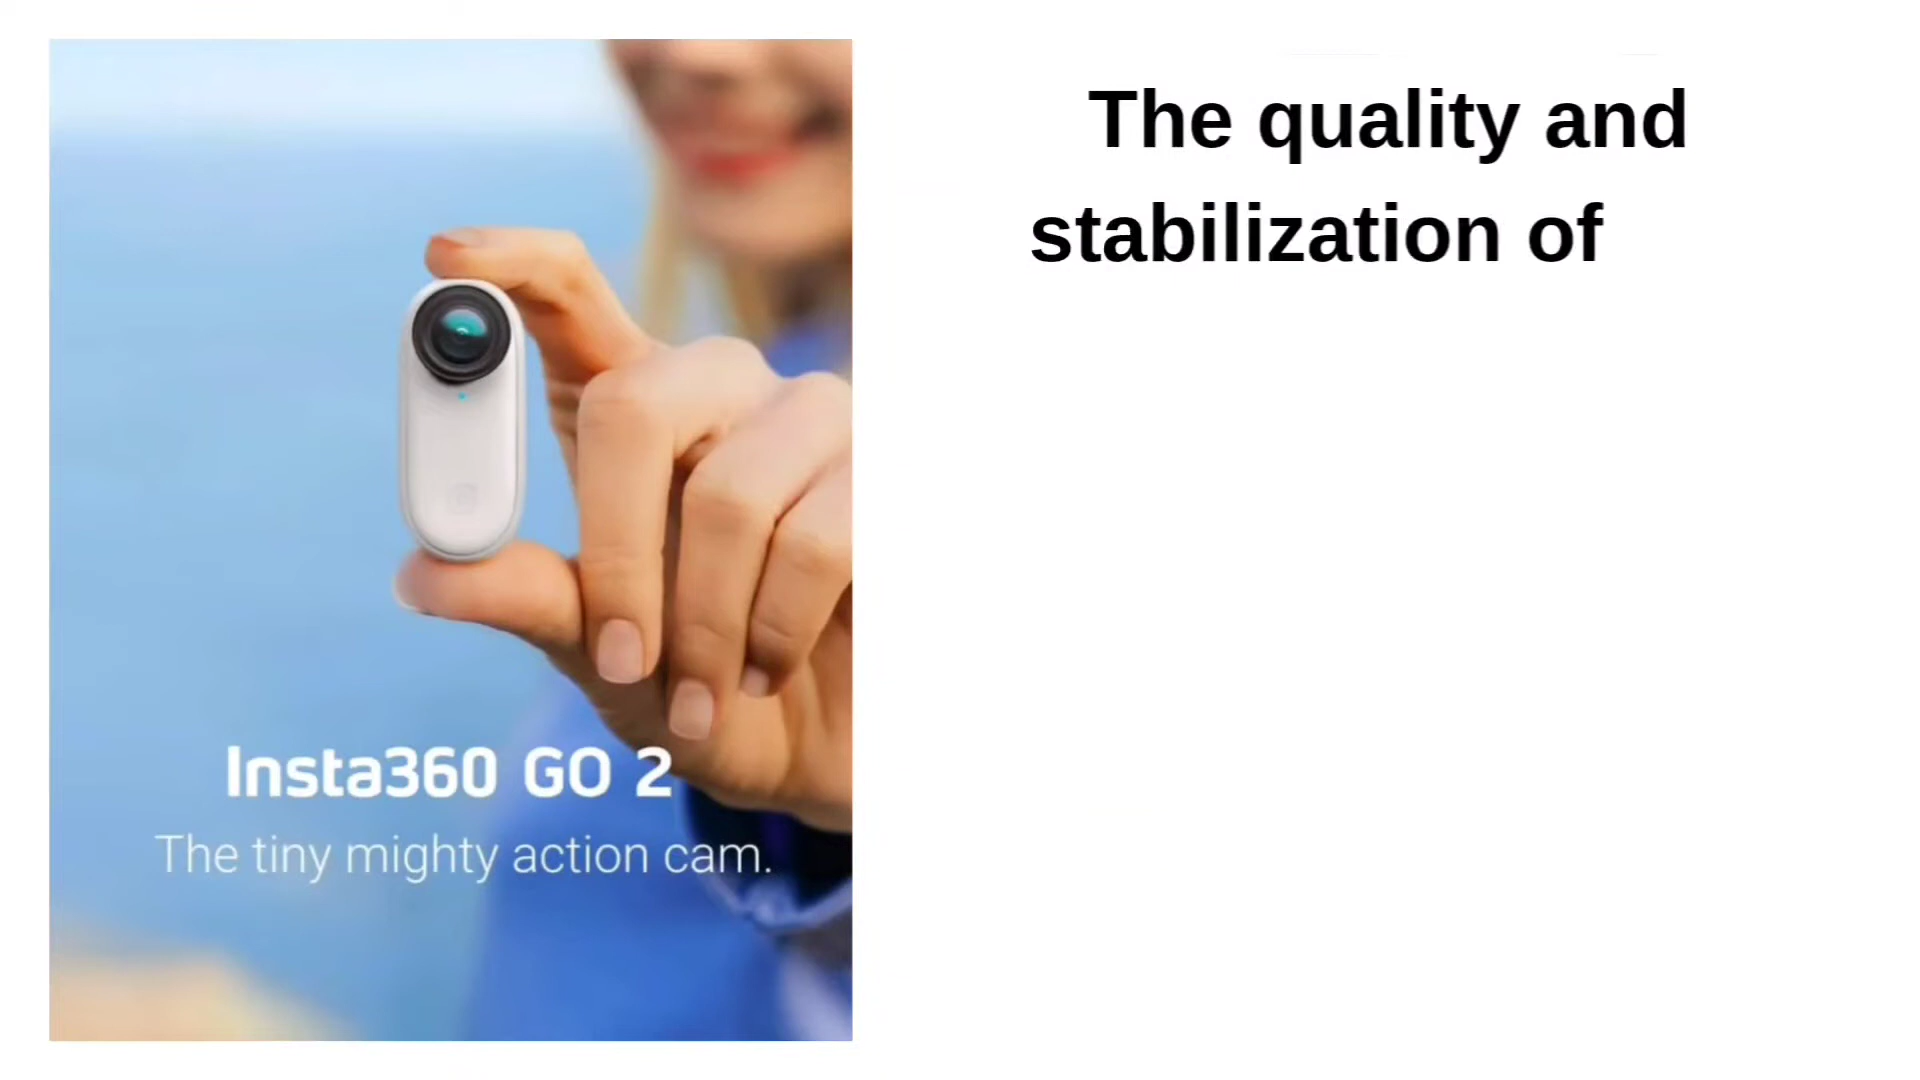 Insta360 GO 2
The tiny mighty action cam.
The quality and
stabilization of